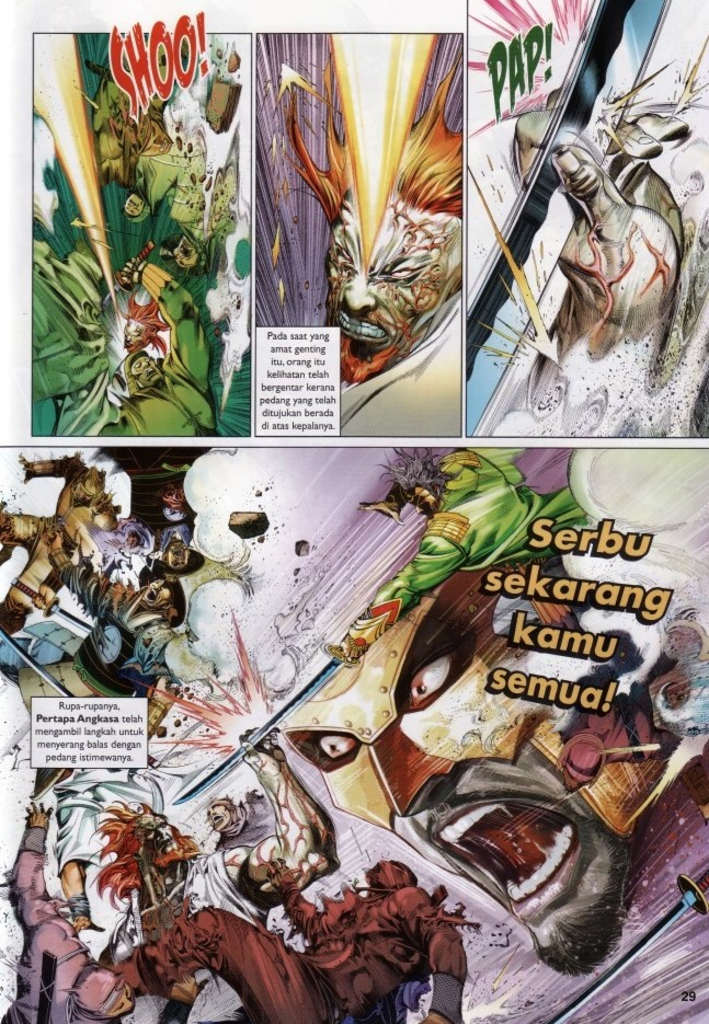 SHOO!
PAP!
Pada saat yang
amat genting
itu, orang itu
kelihatan telah
bergentar kerana
pedang yang telah
ditujukan berada
di atas kepalanya.
Serbu
sekarang
kamu
semua!
Rupa-rupanya,
Pertapa Angkasa telah
mengambil langkah untuk
menyerang balas dengan
pedang istimewanya.
29